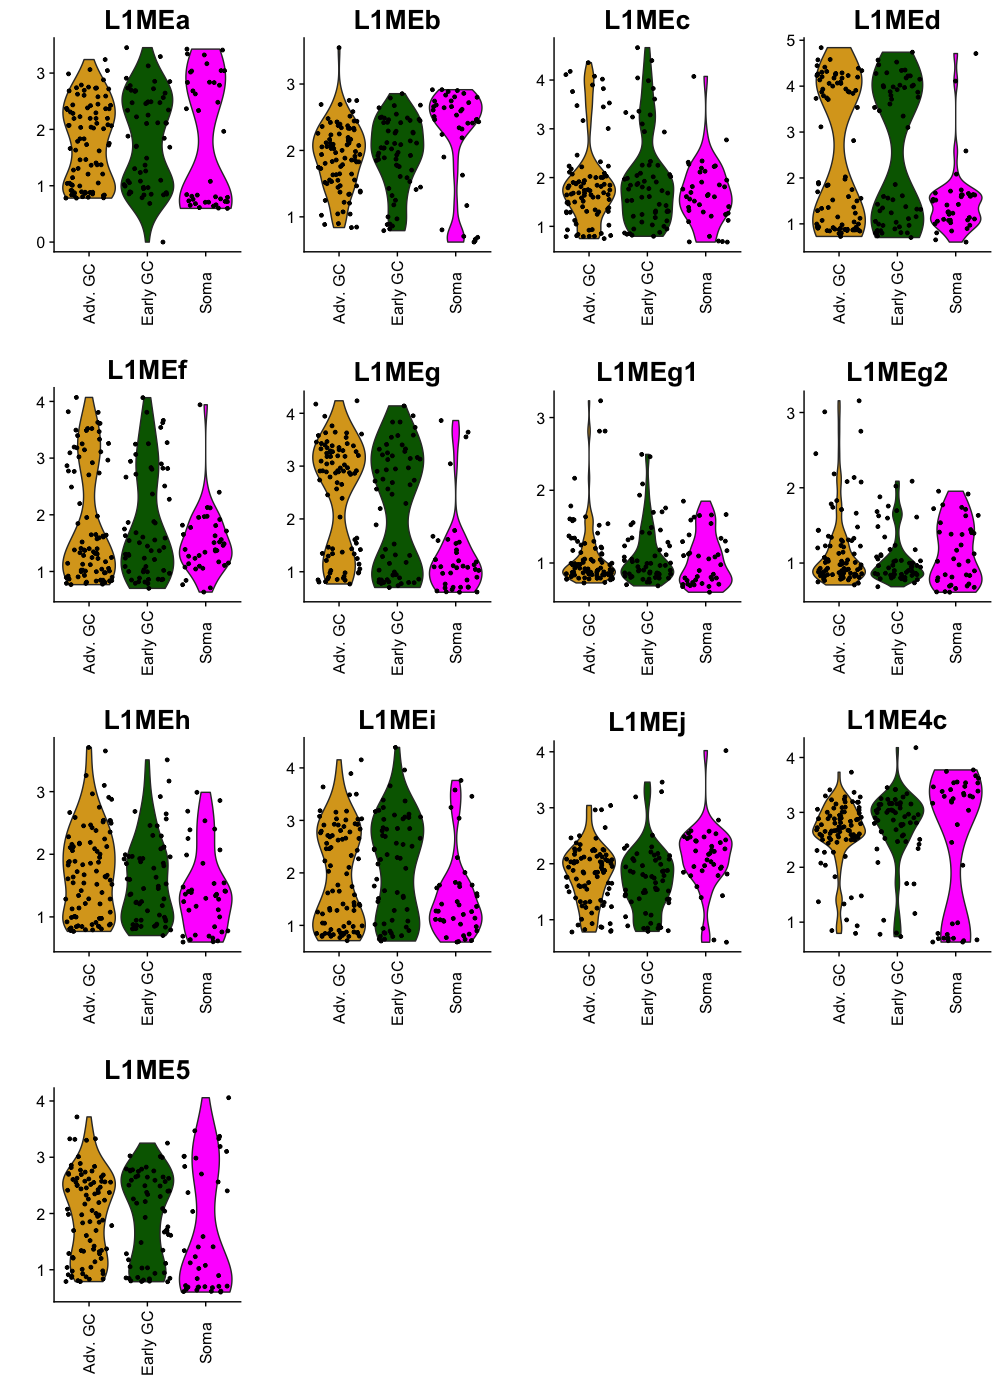 L1MEa L1MEb L1MEc L1MEd
3 2 1 0
3 2 1
4 3 2 1
5 4 3 2 1
Adv. GC Early GC Soma Adv. GC Early GC Soma Adv. GC Early GC Soma Adv. GC Early GC Soma
L1MEf L1MEg L1MEg1 L1MEg2
4 3 2 1
4 3 2 1
3 2 1
3 2 1
Adv. GC Early GC Soma Adv. GC Early GC Soma Adv. GC Early GC Soma Adv. GC Early GC Soma
L1MEh L1MEi L1MEj L1ME4c
3 2 1
4 3 2 1
4 3 2 1
4 3 2 1
Adv. GC Early GC Soma Adv. GC Early GC Soma Adv. GC Early GC Soma Adv. GC Early GC Soma
L1ME5
4 3 2 1
Adv. GC Early GC Soma